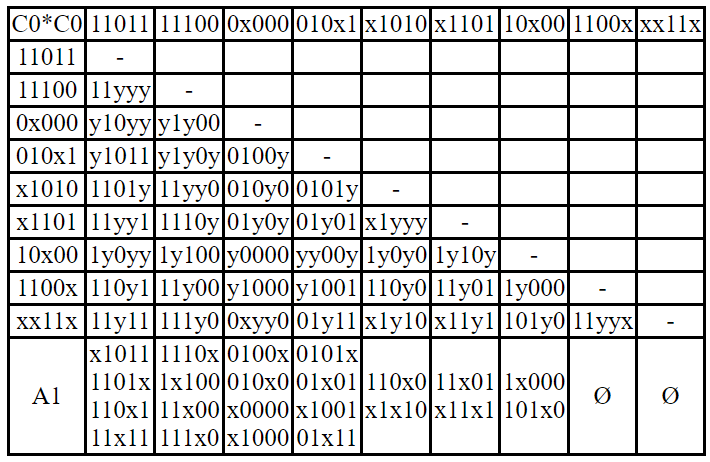 C0*C0 11011 11100 0x000 010x1 x1010 x1101 10x00 1100x xx11x
11011 -
11100 11yyy -
0x000 y10yy y1y00 -
010x1 y1011 y1y0y 0100y -
x1010 1101y 11yy0 010y0 0101y -
x1101 11yy1 1110y 01y0y 01y01 x1yyy -
10x00 1y0yy 1y100 y0000 yy00y 1y0y0 1y10y -
1100x 110y1 11y00 y1000 y1001 110y0 11y01 1y000 -
xx11x 11y11 111y0 0xyy0 01y11 x1y10 x11y1 101y0 11yyx -
x1011 1110x 0100x 0101x
1101x 1x100 010x0 01x01 110x0 11x01 1x000
A1 Ø Ø
110x1 11x00 x0000 x1001 x1x10 x11x1 101x0
11x11 111x0 x1000 01x11